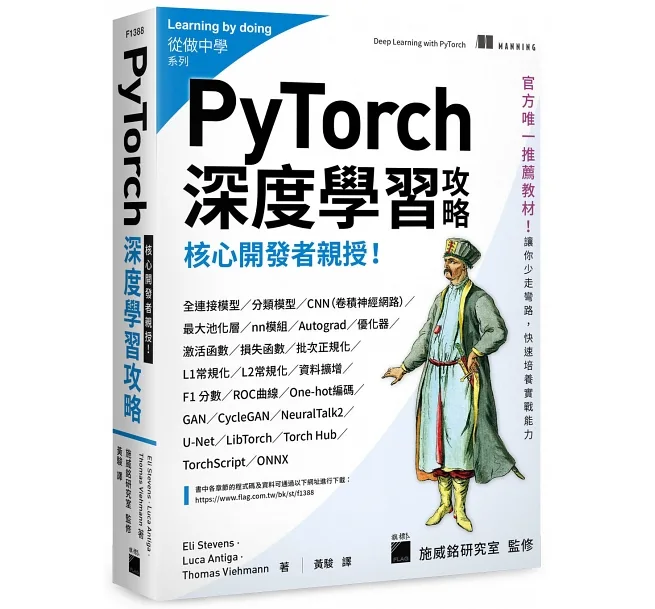 Learning by doing
從做中學
系列
Deep Learning with PyTorch
MANNING
PyTorch
深度學習攻略
核心開發者親授！
官方唯一推薦教材！讓你少走彎路，快速培養實戰能力
全連接模型／分類模型／CNN（卷積神經網路）／
最大池化層／nn模組／Autograd／優化器／
激活函數／損失函數／批次正規化／
L1常規化／L2常規化／資料擴增／
F1 分數／ROC曲線／One-hot編碼／
GAN／CycleGAN／NeuralTalk2／
U-Net／LibTorch／Torch Hub／
TorchScript／ONNX
書中各章節的程式碼及資料可通過以下網址進行下載：
https://www.flag.com.tw/bk/st/f1388
Eli Stevens・
Luca Antiga・
Thomas Viehmann 著／黃駿 譯
旗標
FLAG
施威銘研究室 監修
F1388
PyTorch
深度學習攻略
核心開發者親授！
Eli Stevens・Luca Antiga・
Thomas Viehmann 著
黃駿 譯
施威銘研究室 監修